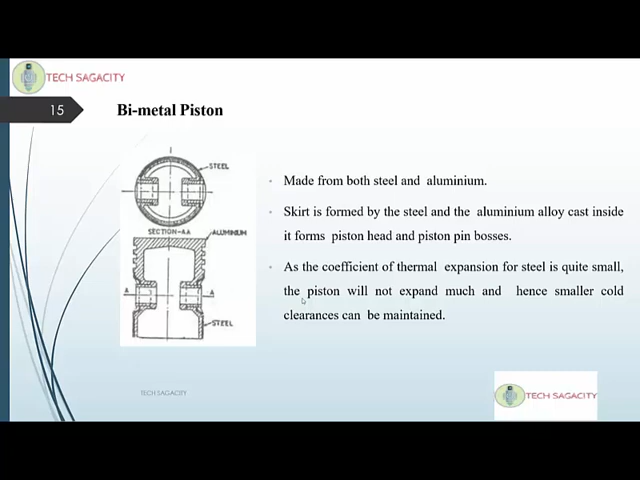 TECH SAGACITY
15
Bi-metal Piston
I
STEEL
SECTION-AA
ALUMINIUM
A
A
STEEL
Made from both steel and aluminium.
Skirt is formed by the steel and the aluminium alloy cast inside
it forms piston head and piston pin bosses.
As the coefficient of thermal expansion for steel is quite small,
the piston will not expand much and hence smaller cold
clearances can be maintained.
TECH SAGACITY
TECH SAGACITY